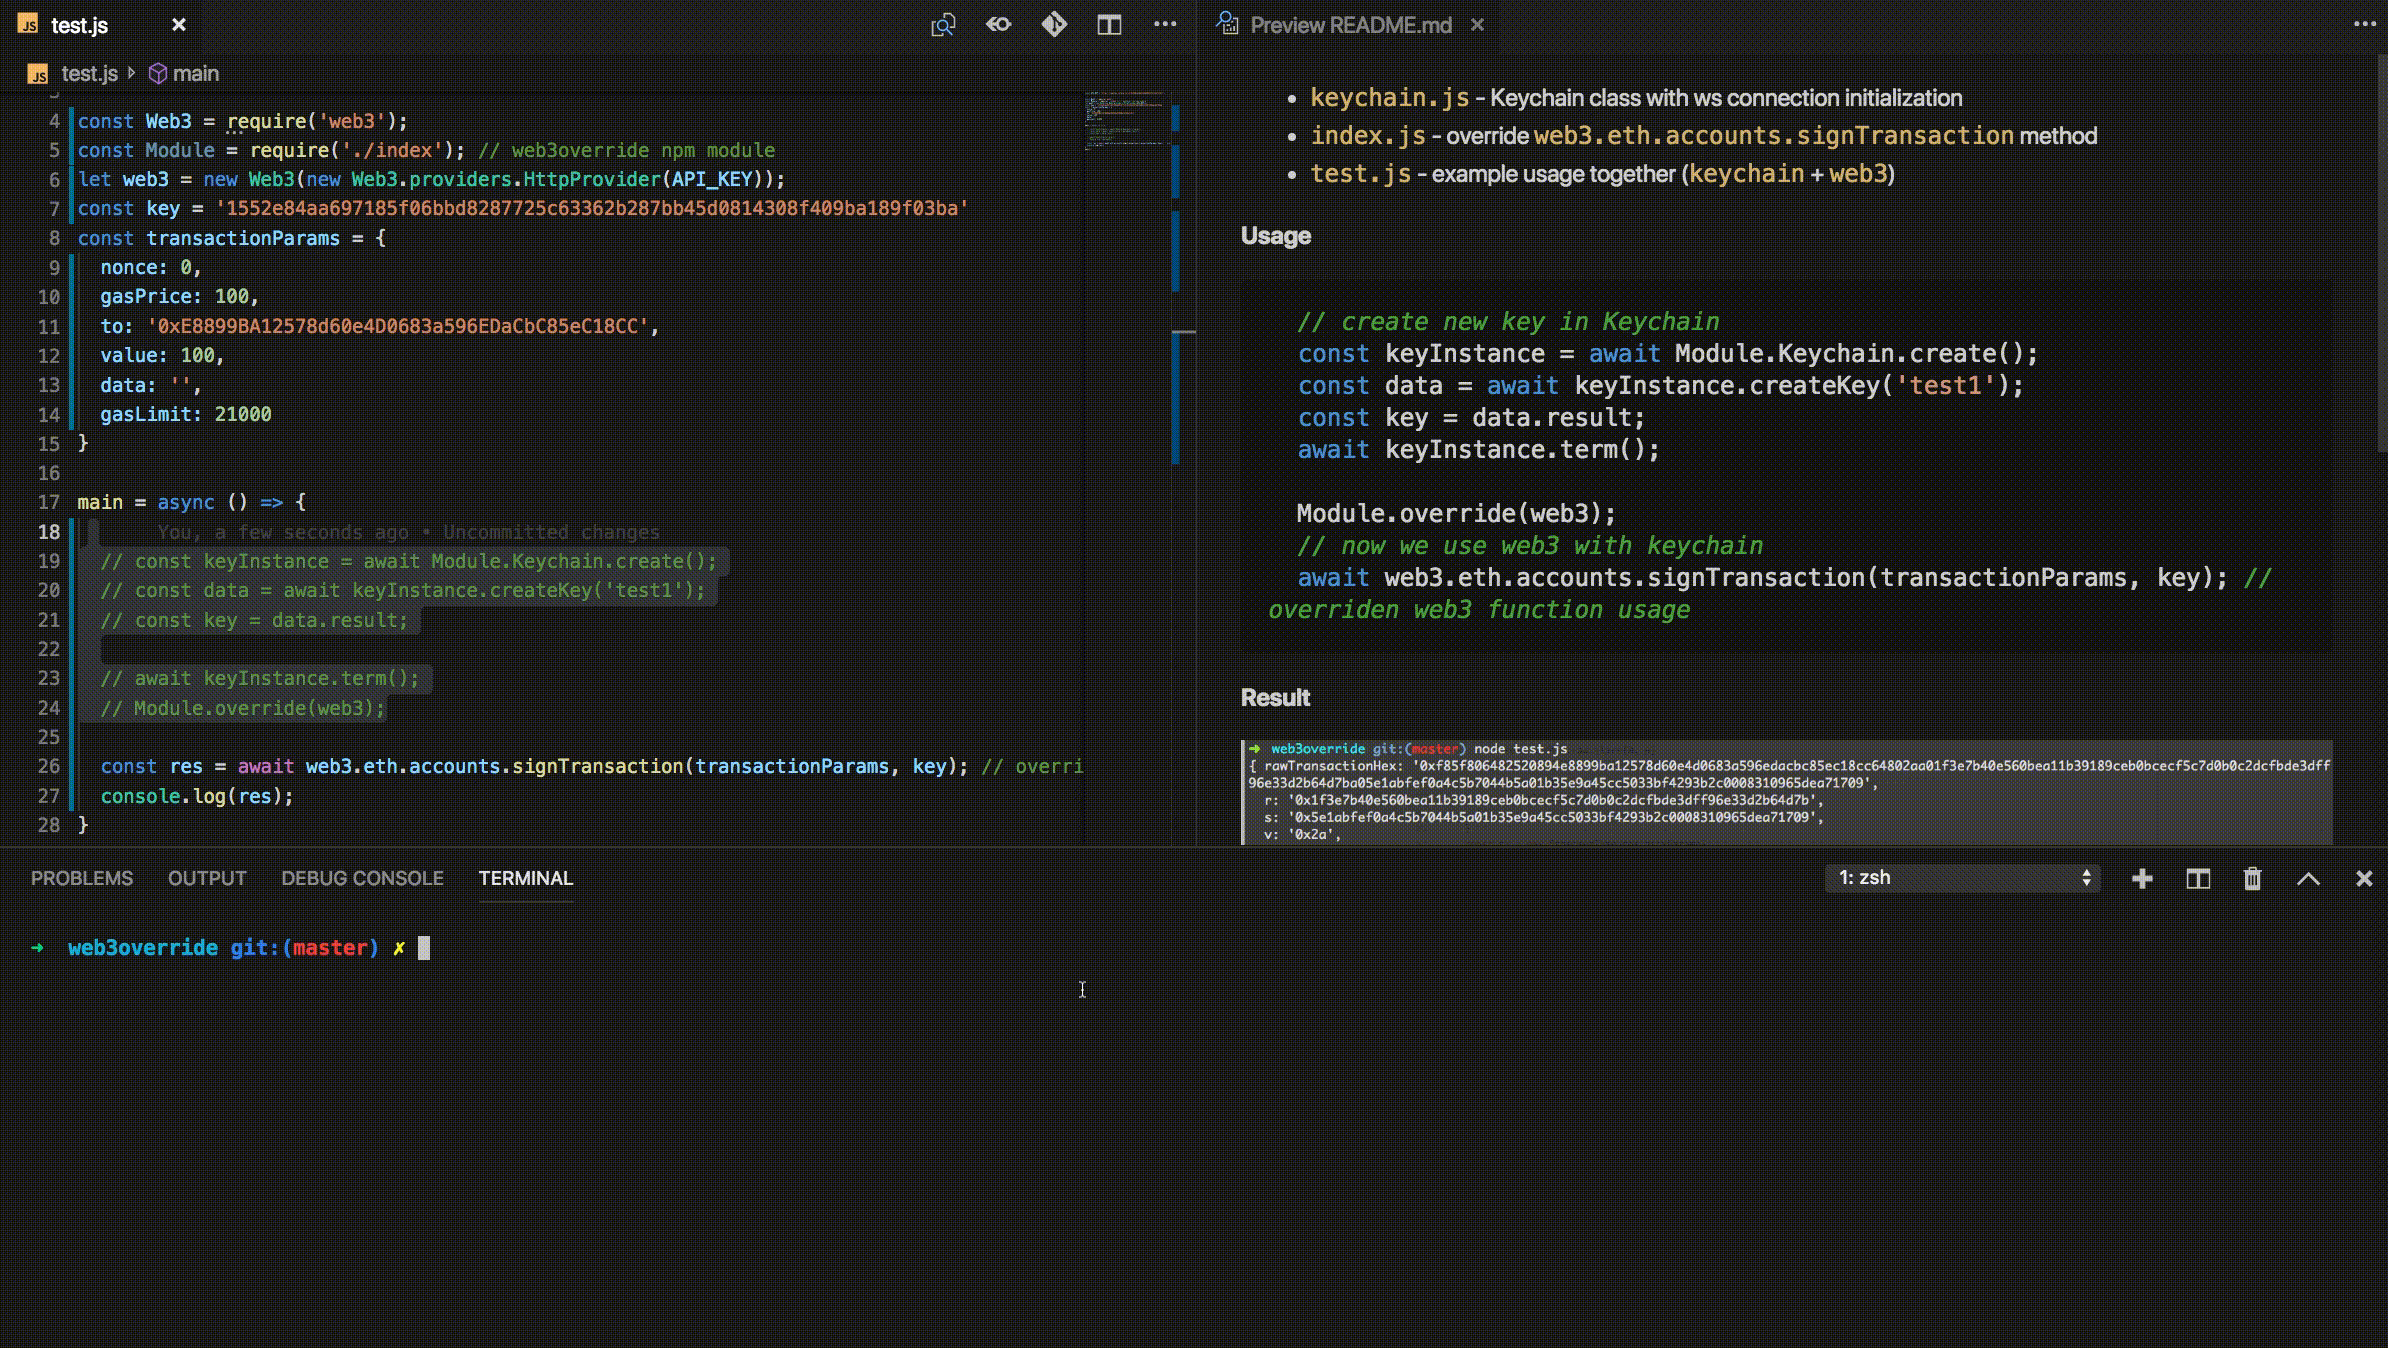 test.js
Preview README.md
test.js main
4 const Web3 = require('web3');
5 const Module = require('./index'); // web3override npm module
6 let web3 = new Web3(new Web3.providers.HttpProvider(API_KEY));
7 const key = '1552e84aa697185f06bbd8287725c63362b287bb45d0814308f409ba189f03ba'
8 const transactionParams = {
9 nonce: 0,
10 gasPrice: 100,
11 to: '0xE8899BA12578d60e4D0683a596EDaCbC85eC18CC',
12 value: 100,
13 data: '',
14 gasLimit: 21000
15 }
16
17 main = async () => {
18 You, a few seconds ago • Uncommitted changes
19 // const keyInstance = await Module.Keychain.create();
20 // const data = await keyInstance.createKey('test1');
21 // const key = data.result;
22
23 // await keyInstance.term();
24 // Module.override(web3);
25
26 const res = await web3.eth.accounts.signTransaction(transactionParams, key); // overri
27 console.log(res);
28 }
• keychain.js - Keychain class with ws connection initialization
• index.js - override web3.eth.accounts.signTransaction method
• test.js - example usage together (keychain + web3)
Usage
// create new key in Keychain
const keyInstance = await Module.Keychain.create();
const data = await keyInstance.createKey('test1');
const key = data.result;
await keyInstance.term();
Module.override(web3);
// now we use web3 with keychain
await web3.eth.accounts.signTransaction(transactionParams, key); //
overriden web3 function usage
Result
➜ web3override git:(master) node test.js
{ rawTransactionHex: '0xf85f806482520894e8899ba12578d60e4d0683a596edacbc85ec18cc64802aa01f3e7b40e560bea11b39189ceb0bcecf5c7d0b0c2dcfbde3dff
96e33d2b64d7ba05e1abfef0a4c5b7044b5a01b35e9a45cc5033bf4293b2c0008310965dea71709',
r: '0x1f3e7b40e560bea11b39189ceb0bcecf5c7d0b0c2dcfbde3dff96e33d2b64d7b',
s: '0x5e1abfef0a4c5b7044b5a01b35e9a45cc5033bf4293b2c0008310965dea71709',
v: '0x2a',
PROBLEMS OUTPUT DEBUG CONSOLE TERMINAL
1: zsh
➜ web3override git:(master) ✗